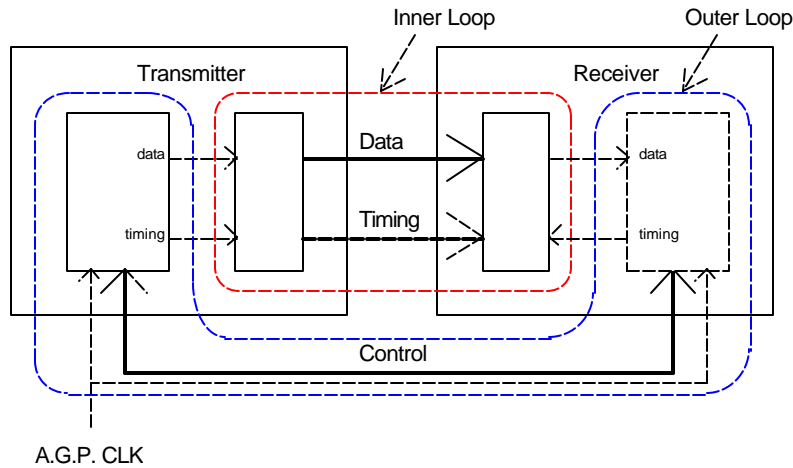 Inner Loop
Outer Loop
Transmitter
Receiver
data
Data
data
timing
Timing
timing
Control
A.G.P. CLK